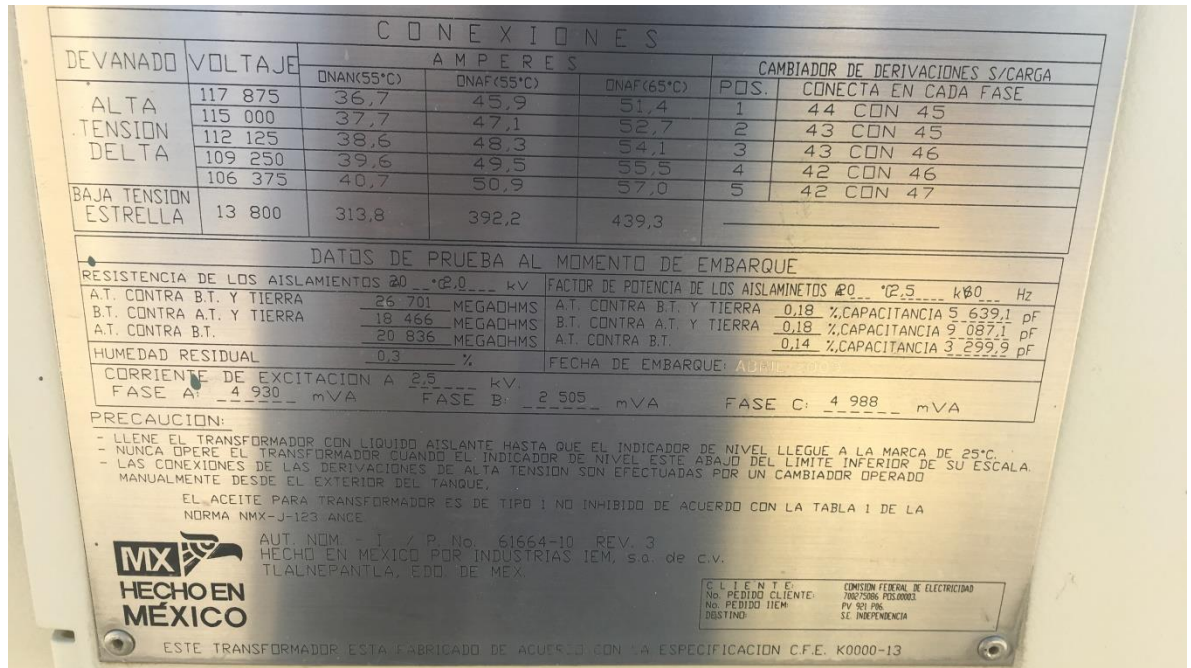 CONEXIONES
DEVANADO VOLTAJE AMPERES CAMBIADOR DE DERIVACIONES S/CARGA
ONAN(55°C) ONAF(55°C) ONAF(65°C) POS. CONECTA EN CADA FASE
ALTA TENSION DELTA
117 875 36,7 45,9 51,4 1 44 CON 45
115 000 37,7 47,1 52,7 2 43 CON 45
112 125 38,6 48,3 54,1 3 43 CON 46
109 250 39,6 49,5 55,5 4 42 CON 46
106 375 40,7 50,9 57,0 5 42 CON 47
BAJA TENSION ESTRELLA 13 800 313,8 392,2 439,3
DATOS DE PRUEBA AL MOMENTO DE EMBARQUE
RESISTENCIA DE LOS AISLAMIENTOS 20 °C 2,0 kV FACTOR DE POTENCIA DE LOS AISLAMINETOS 20 °C 2,5 kV 60 Hz
A.T. CONTRA B.T. Y TIERRA 26 701 MEGAOHMS A.T. CONTRA B.T. Y TIERRA 0,18 %,CAPACITANCIA 5 639,1 pF
B.T. CONTRA A.T. Y TIERRA 18 466 MEGAOHMS B.T. CONTRA A.T. Y TIERRA 0,18 %,CAPACITANCIA 9 087,1 pF
A.T. CONTRA B.T. 20 836 MEGAOHMS A.T. CONTRA B.T. 0,14 %,CAPACITANCIA 3 299,9 pF
HUMEDAD RESIDUAL 0,3 % FECHA DE EMBARQUE:
CORRIENTE DE EXCITACION A 2,5 kV.
FASE A: 4 930 mVA FASE B: 2 505 mVA FASE C: 4 988 mVA
PRECAUCION:
- LLENE EL TRANSFORMADOR CON LIQUIDO AISLANTE HASTA QUE EL INDICADOR DE NIVEL LLEGUE A LA MARCA DE 25°C.
- NUNCA OPERE EL TRANSFORMADOR CUANDO EL INDICADOR DE NIVEL ESTE ABAJO DEL LIMITE INFERIOR DE SU ESCALA.
- LAS CONEXIONES DE LAS DERIVACIONES DE ALTA TENSION SON EFECTUADAS POR UN CAMBIADOR OPERADO
MANUALMENTE DESDE EL EXTERIOR DEL TANQUE.
EL ACEITE PARA TRANSFORMADOR ES DE TIPO 1 NO INHIBIDO DE ACUERDO CON LA TABLA 1 DE LA
NORMA NMX-J-123 ANCE
AUT. NOM. - I / P. No. 61664-10 REV. 3
HECHO EN MEXICO POR INDUSTRIAS IEM, s.a. de c.v.
TLALNEPANTLA, EDO. DE MEX.
MX
HECHO EN
MÉXICO
CLIENTE: COMISIÓN FEDERAL DE ELECTRICIDAD
No. PEDIDO CLIENTE: 700275086 POS.00003.
No. PEDIDO IIEM: PV 921 P06.
DESTINO: S.E. INDEPENDENCIA
ESTE TRANSFORMADOR ESTA FABRICADO DE ACUERDO CON LA ESPECIFICACION C.F.E. K0000-13